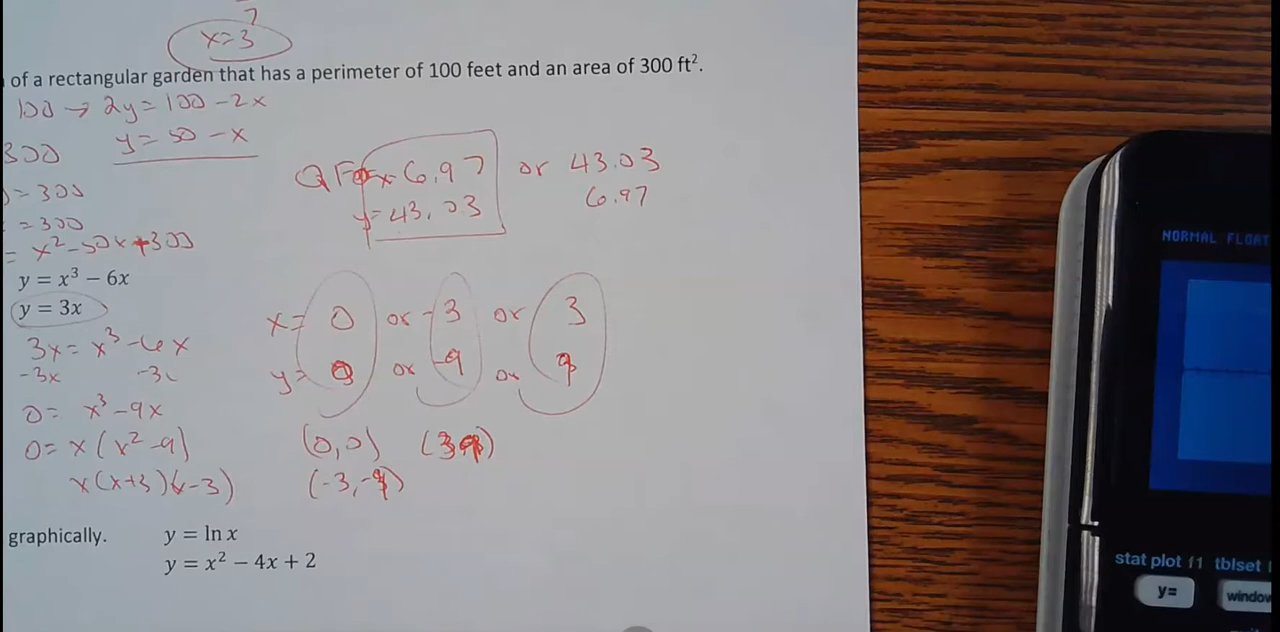 7
x=3
of a rectangular garden that has a perimeter of 100 feet and an area of 300 ft².
100 → 2y = 100 - 2x
y = 50 - x
300
= 300
= 300
= x² - 50x + 300
QF x = 6.97 or 43.03
y = 43.03 6.97
y = x³ − 6x
y = 3x
3x = x³ - 6x
-3x -3x
0 = x³ - 9x
0 = x(x² - 9)
x(x+3)(x-3)
x = 0 or -3 or 3
y = 0 or -9 or 9
(0,0) (3,9)
(-3,-9)
graphically. y = ln x
y = x² − 4x + 2
NORMAL FLOAT
stat plot f1 tblset
y= window